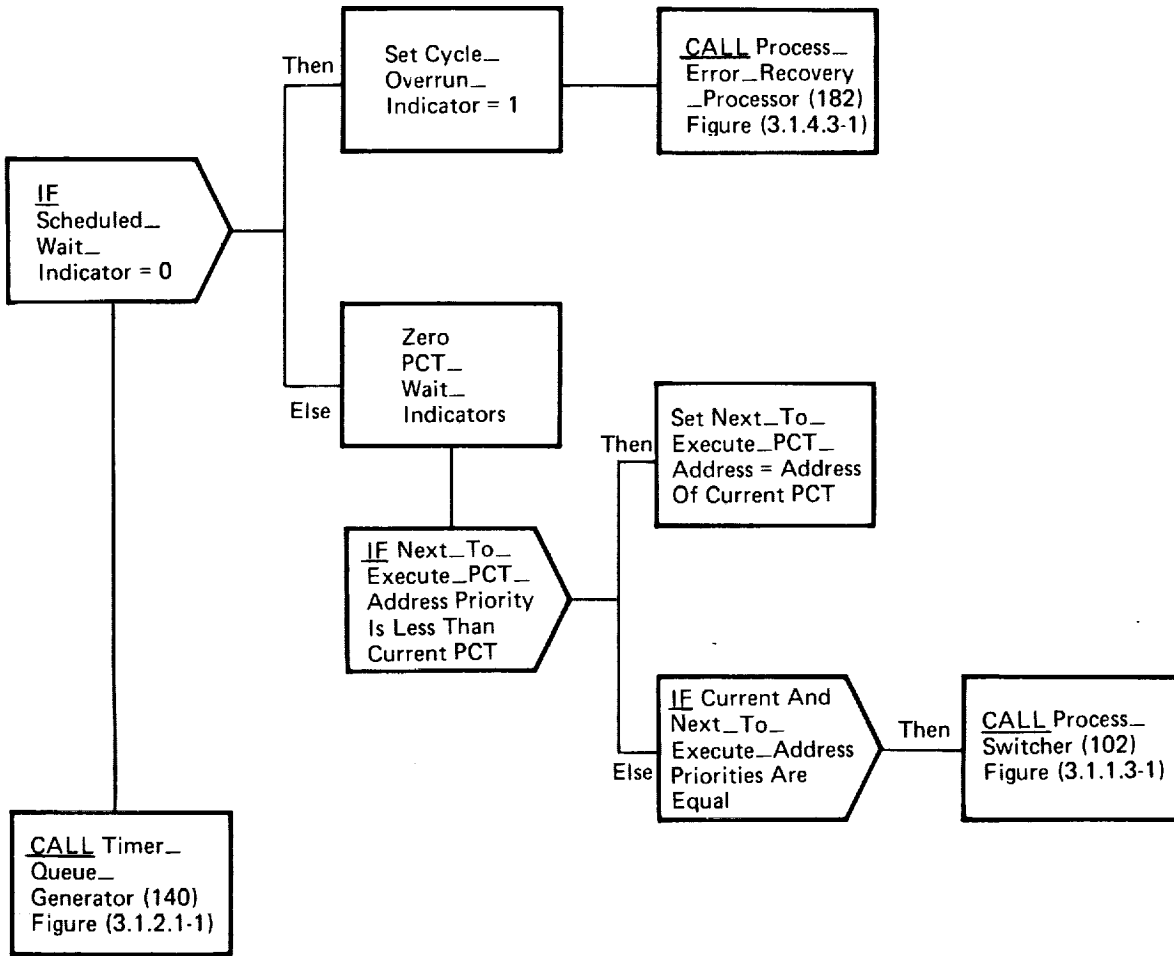 Then
Set Cycle_
Overrun_
Indicator = 1
CALL Process_
Error_Recovery
_Processor (182)
Figure (3.1.4.3-1)
IF
Scheduled_
Wait_
Indicator = 0
Else
Zero
PCT_
Wait_
Indicators
Then
Set Next_To_
Execute_PCT_
Address = Address
Of Current PCT
IF Next_To_
Execute_PCT_
Address Priority
Is Less Than
Current PCT
Else
IF Current And
Next_To_
Execute_Address
Priorities Are
Equal
Then
CALL Process_
Switcher (102)
Figure (3.1.1.3-1)
CALL Timer_
Queue_
Generator (140)
Figure (3.1.2.1-1)